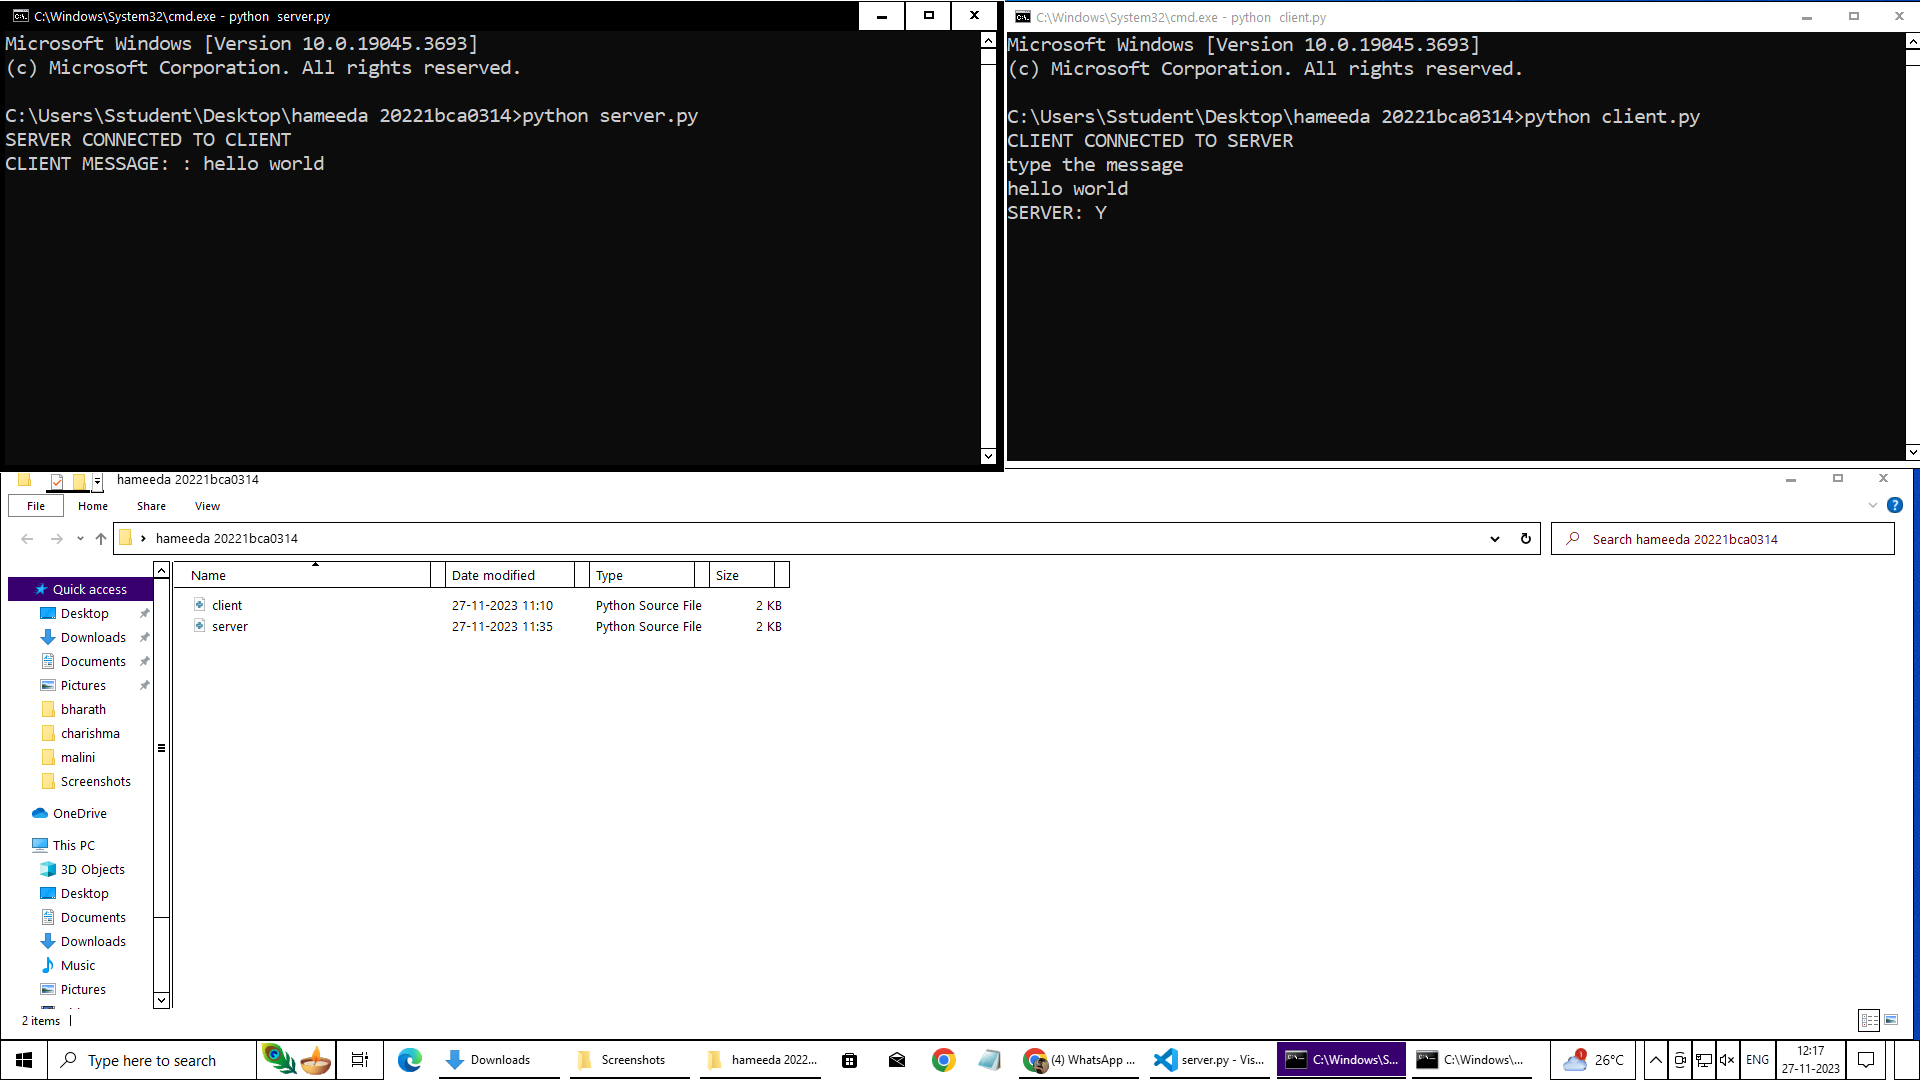 C:\Windows\System32\cmd.exe - python  server.py
Microsoft Windows [Version 10.0.19045.3693]
(c) Microsoft Corporation. All rights reserved.
C:\Users\Sstudent\Desktop\hameeda 20221bca0314>python server.py
SERVER CONNECTED TO CLIENT
CLIENT MESSAGE: : hello world
C:\Windows\System32\cmd.exe - python  client.py
Microsoft Windows [Version 10.0.19045.3693]
(c) Microsoft Corporation. All rights reserved.
C:\Users\Sstudent\Desktop\hameeda 20221bca0314>python client.py
CLIENT CONNECTED TO SERVER
type the message
hello world
SERVER: Y
hameeda 20221bca0314
File Home Share View
hameeda 20221bca0314
Search hameeda 20221bca0314
Quick access
Desktop
Downloads
Documents
Pictures
bharath
charishma
malini
Screenshots
OneDrive
This PC
3D Objects
Desktop
Documents
Downloads
Music
Pictures
Name Date modified Type Size
client 27-11-2023 11:10 Python Source File 2 KB
server 27-11-2023 11:35 Python Source File 2 KB
2 items
Type here to search
Downloads
Screenshots
hameeda 2022...
(4) WhatsApp ...
server.py - Vis...
C:\Windows\S...
C:\Windows\...
1
26°C
ENG
12:17
27-11-2023